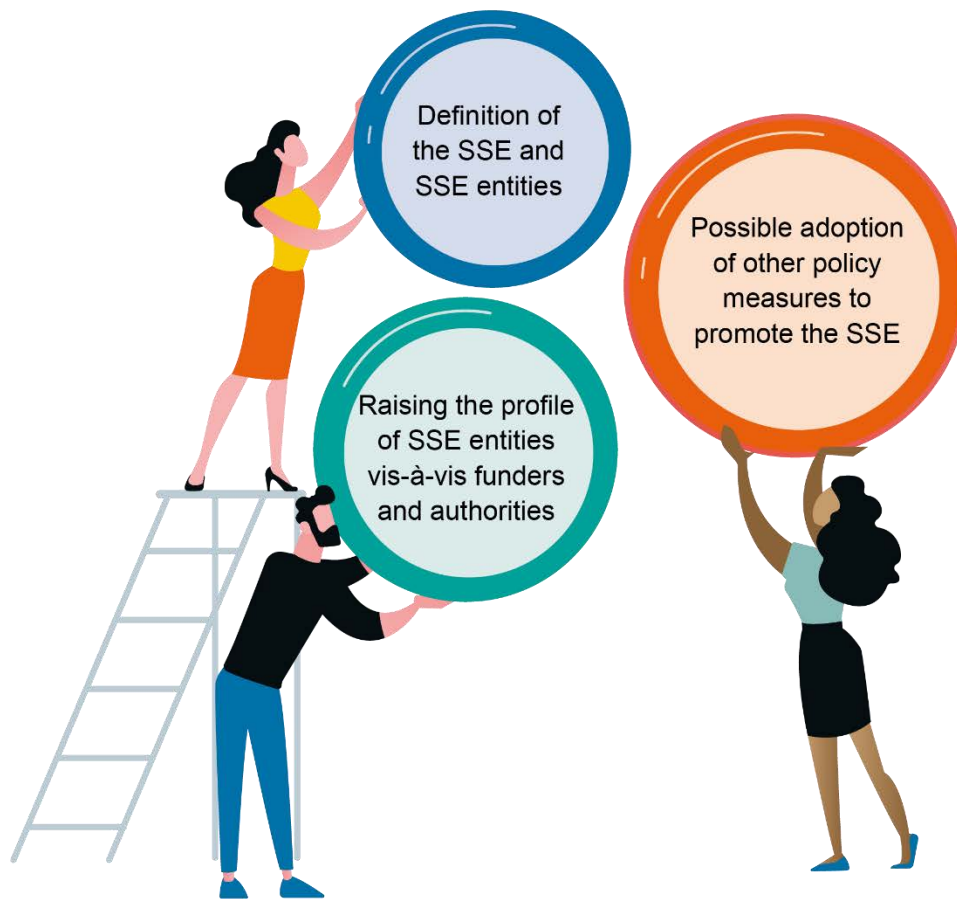 Definition of
the SSE and
SSE entities
Possible adoption
of other policy
measures to
promote the SSE
Raising the profile
of SSE entities
vis-à-vis funders
and authorities